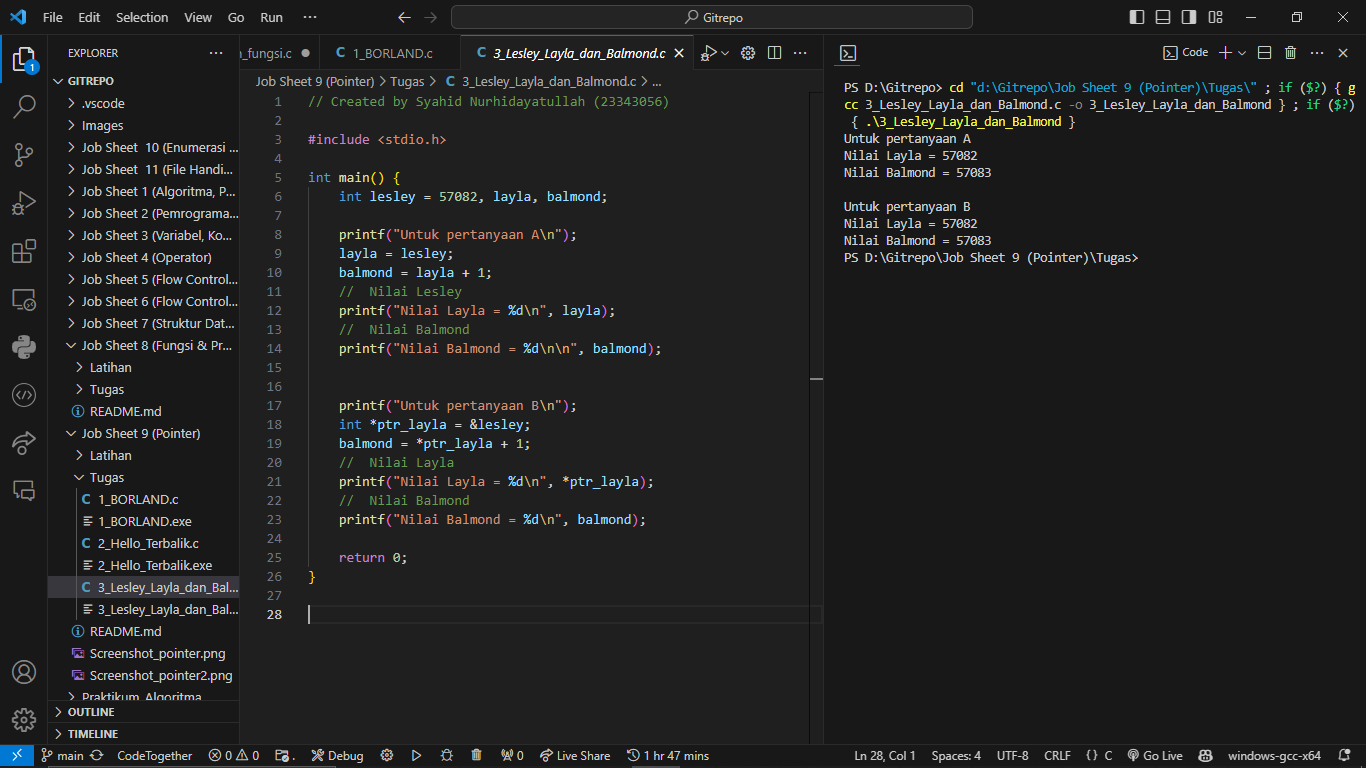 File Edit Selection View Go Run ··· Gitrepo
EXPLORER ···
GITREPO
.vscode
Images
Job Sheet 10 (Enumerasi ...
Job Sheet 11 (File Handi...
Job Sheet 1 (Algoritma, P...
Job Sheet 2 (Pemrograma...
Job Sheet 3 (Variabel, Ko...
Job Sheet 4 (Operator)
Job Sheet 5 (Flow Control...
Job Sheet 6 (Flow Control...
Job Sheet 7 (Struktur Dat...
Job Sheet 8 (Fungsi & Pr...
Latihan
Tugas
README.md
Job Sheet 9 (Pointer)
Latihan
Tugas
C 1_BORLAND.c
1_BORLAND.exe
C 2_Hello_Terbalik.c
2_Hello_Terbalik.exe
C 3_Lesley_Layla_dan_Bal...
3_Lesley_Layla_dan_Bal...
README.md
Screenshot_pointer.png
Screenshot_pointer2.png
Praktikum_Algoritma
OUTLINE
TIMELINE
1
_fungsi.c C 1_BORLAND.c C 3_Lesley_Layla_dan_Balmond.c
Job Sheet 9 (Pointer) > Tugas > C 3_Lesley_Layla_dan_Balmond.c > ...
1 // Created by Syahid Nurhidayatullah (23343056)
2
3 #include <stdio.h>
4
5 int main() {
6     int lesley = 57082, layla, balmond;
7
8     printf("Untuk pertanyaan A\n");
9     layla = lesley;
10     balmond = layla + 1;
11     //  Nilai Lesley
12     printf("Nilai Layla = %d\n", layla);
13     //  Nilai Balmond
14     printf("Nilai Balmond = %d\n\n", balmond);
15
16
17     printf("Untuk pertanyaan B\n");
18     int *ptr_layla = &lesley;
19     balmond = *ptr_layla + 1;
20     //  Nilai Layla
21     printf("Nilai Layla = %d\n", *ptr_layla);
22     //  Nilai Balmond
23     printf("Nilai Balmond = %d\n", balmond);
24
25     return 0;
26 }
27
28
Code
PS D:\Gitrepo> cd "d:\Gitrepo\Job Sheet 9 (Pointer)\Tugas\" ; if ($?) { g
cc 3_Lesley_Layla_dan_Balmond.c -o 3_Lesley_Layla_dan_Balmond } ; if ($?)
{ .\3_Lesley_Layla_dan_Balmond }
Untuk pertanyaan A
Nilai Layla = 57082
Nilai Balmond = 57083
Untuk pertanyaan B
Nilai Layla = 57082
Nilai Balmond = 57083
PS D:\Gitrepo\Job Sheet 9 (Pointer)\Tugas>
main CodeTogether 0 0 . Debug 0 Live Share 1 hr 47 mins Ln 28, Col 1 Spaces: 4 UTF-8 CRLF {} C Go Live windows-gcc-x64